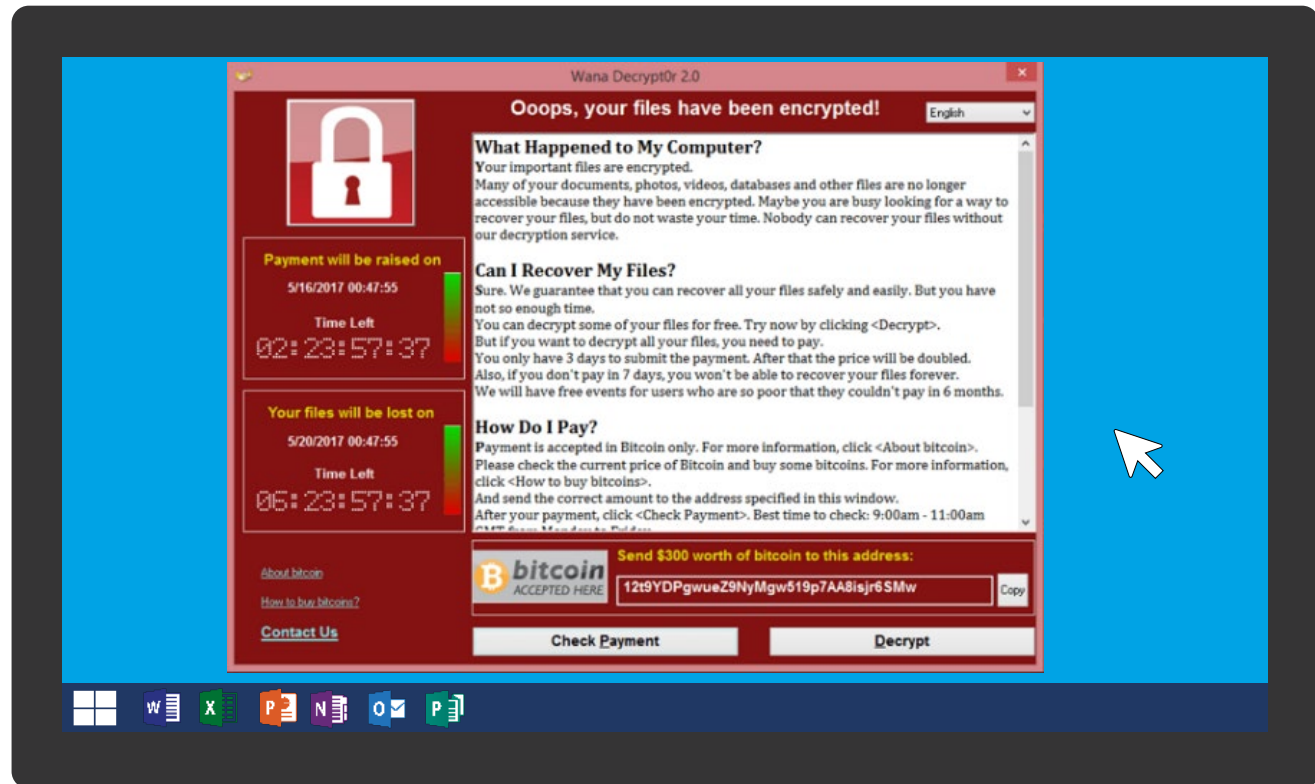 Wana Decrypt0r 2.0
Ooops, your files have been encrypted!
English
What Happened to My Computer?
Your important files are encrypted.
Many of your documents, photos, videos, databases and other files are no longer
accessible because they have been encrypted. Maybe you are busy looking for a way to
recover your files, but do not waste your time. Nobody can recover your files without
our decryption service.
Can I Recover My Files?
Sure. We guarantee that you can recover all your files safely and easily. But you have
not so enough time.
You can decrypt some of your files for free. Try now by clicking <Decrypt>.
But if you want to decrypt all your files, you need to pay.
You only have 3 days to submit the payment. After that the price will be doubled.
Also, if you don't pay in 7 days, you won't be able to recover your files forever.
We will have free events for users who are so poor that they couldn't pay in 6 months.
How Do I Pay?
Payment is accepted in Bitcoin only. For more information, click <About bitcoin>.
Please check the current price of Bitcoin and buy some bitcoins. For more information,
click <How to buy bitcoins>.
And send the correct amount to the address specified in this window.
After your payment, click <Check Payment>. Best time to check: 9:00am - 11:00am
Payment will be raised on
5/16/2017 00:47:55
Time Left
02:23:57:37
Your files will be lost on
5/20/2017 00:47:55
Time Left
06:23:57:37
About bitcoin
How to buy bitcoins?
Contact Us
bitcoin
ACCEPTED HERE
Send $300 worth of bitcoin to this address:
12t9YDPgwueZ9NyMgw519p7AA8isjr6SMw
Copy
Check Payment
Decrypt
W
X
P
N
O
P